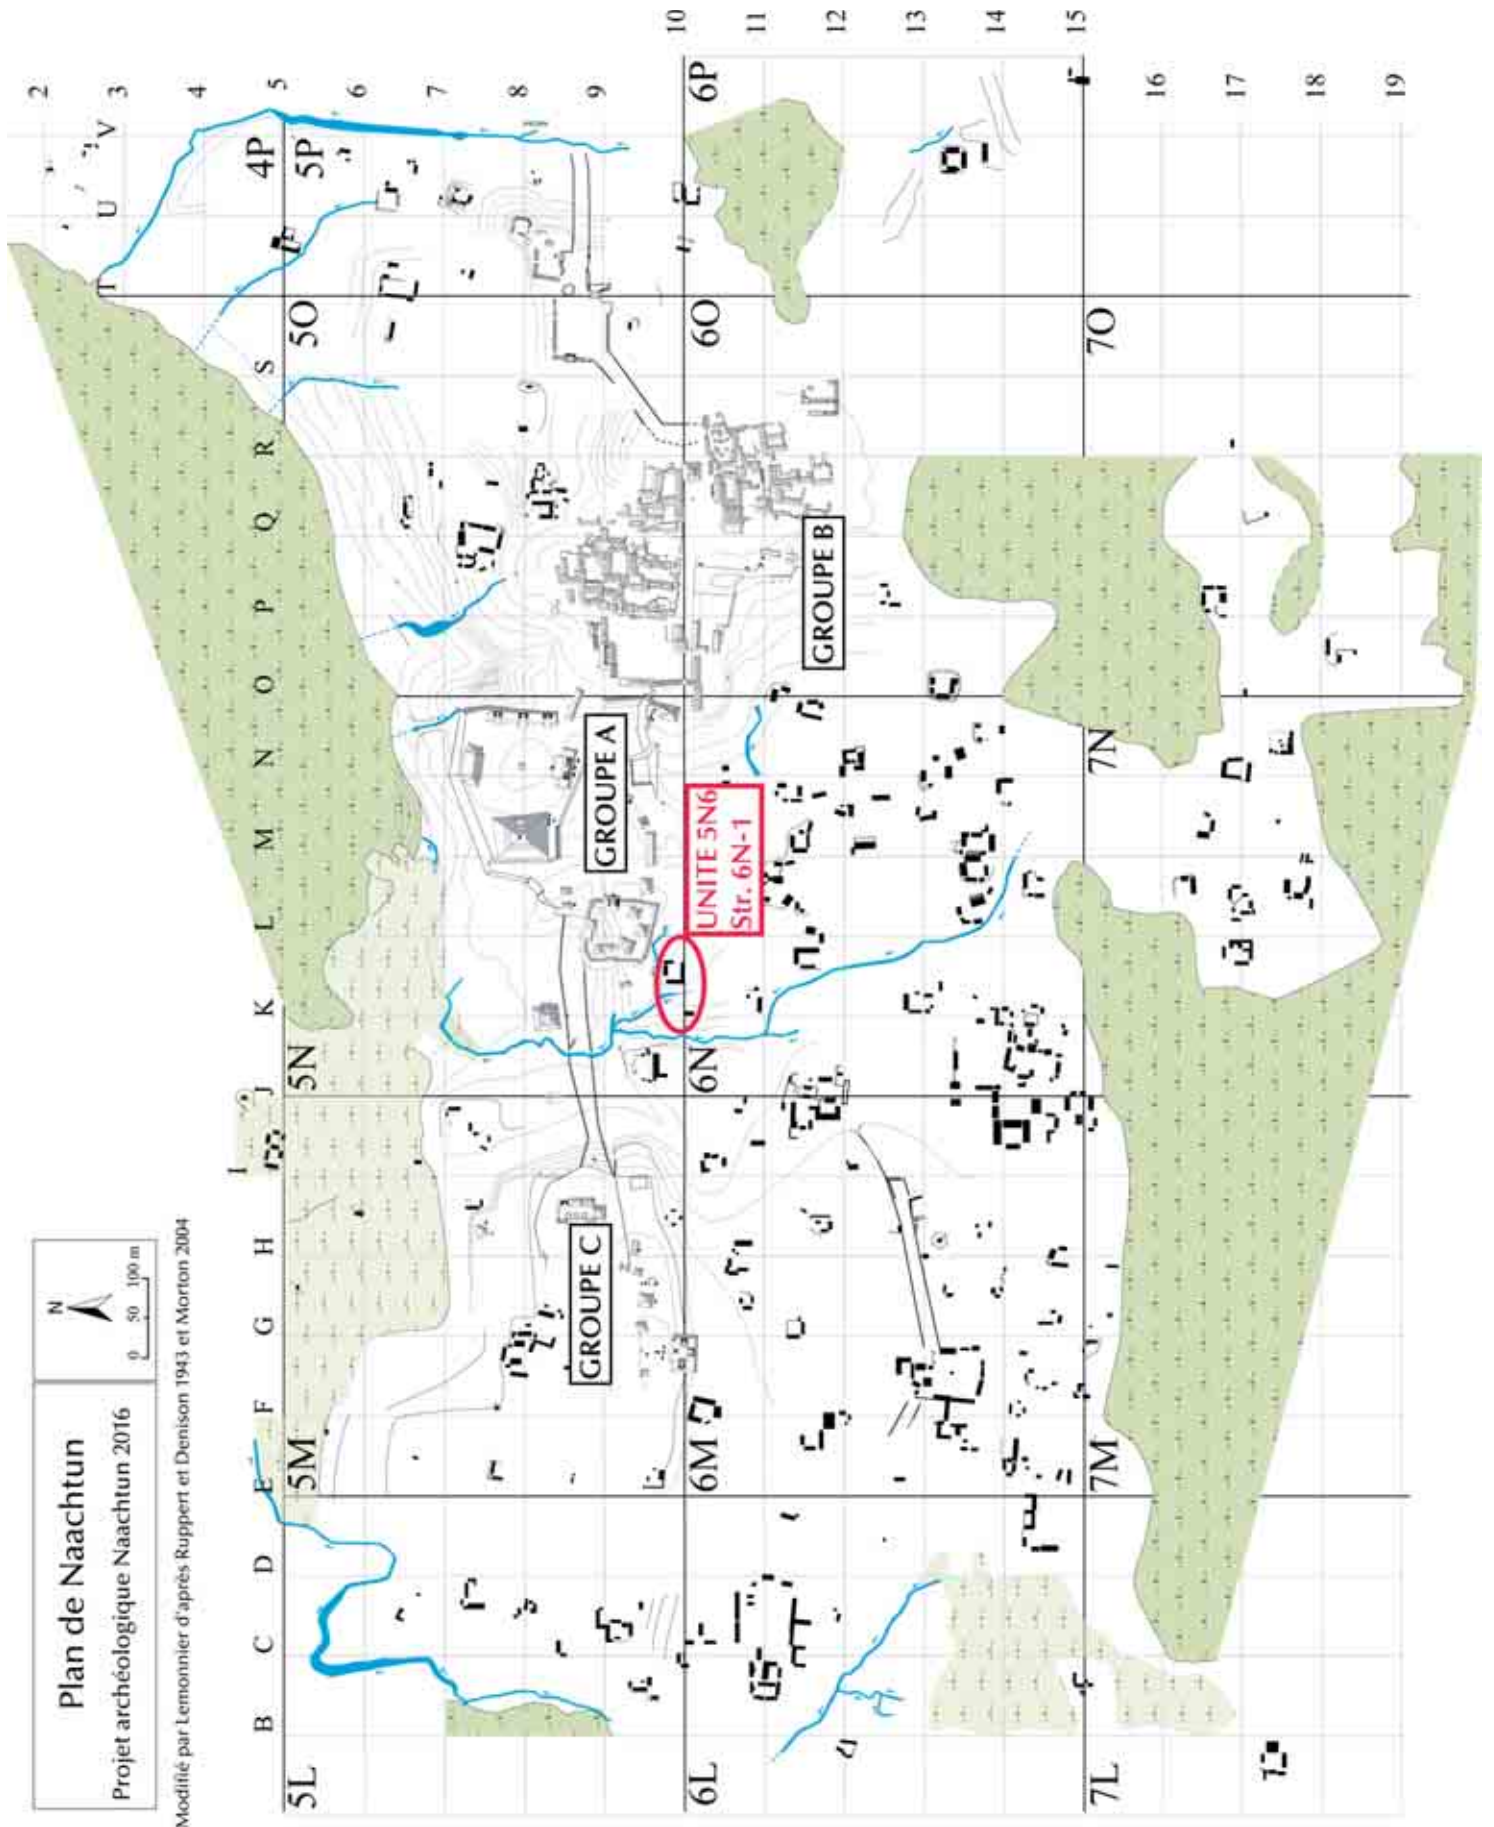 Plan de Naachtun
Projet archéologique Naachtun 2016
N
0 50 100 m
Modifié par Lemonnier d'après Ruppert et Denison 1943 et Morton 2004
B C D E F G H I J K L M N O P Q R S T U V
2
3
4
5
6
7
8
9
10
11
12
13
14
15
16
17
18
19
4P
5L
5M
5N
5O
5P
6L
6M
6N
6O
6P
7L
7M
7N
7O
GROUPE C
GROUPE A
GROUPE B
UNITE 5N6
Str. 6N-1